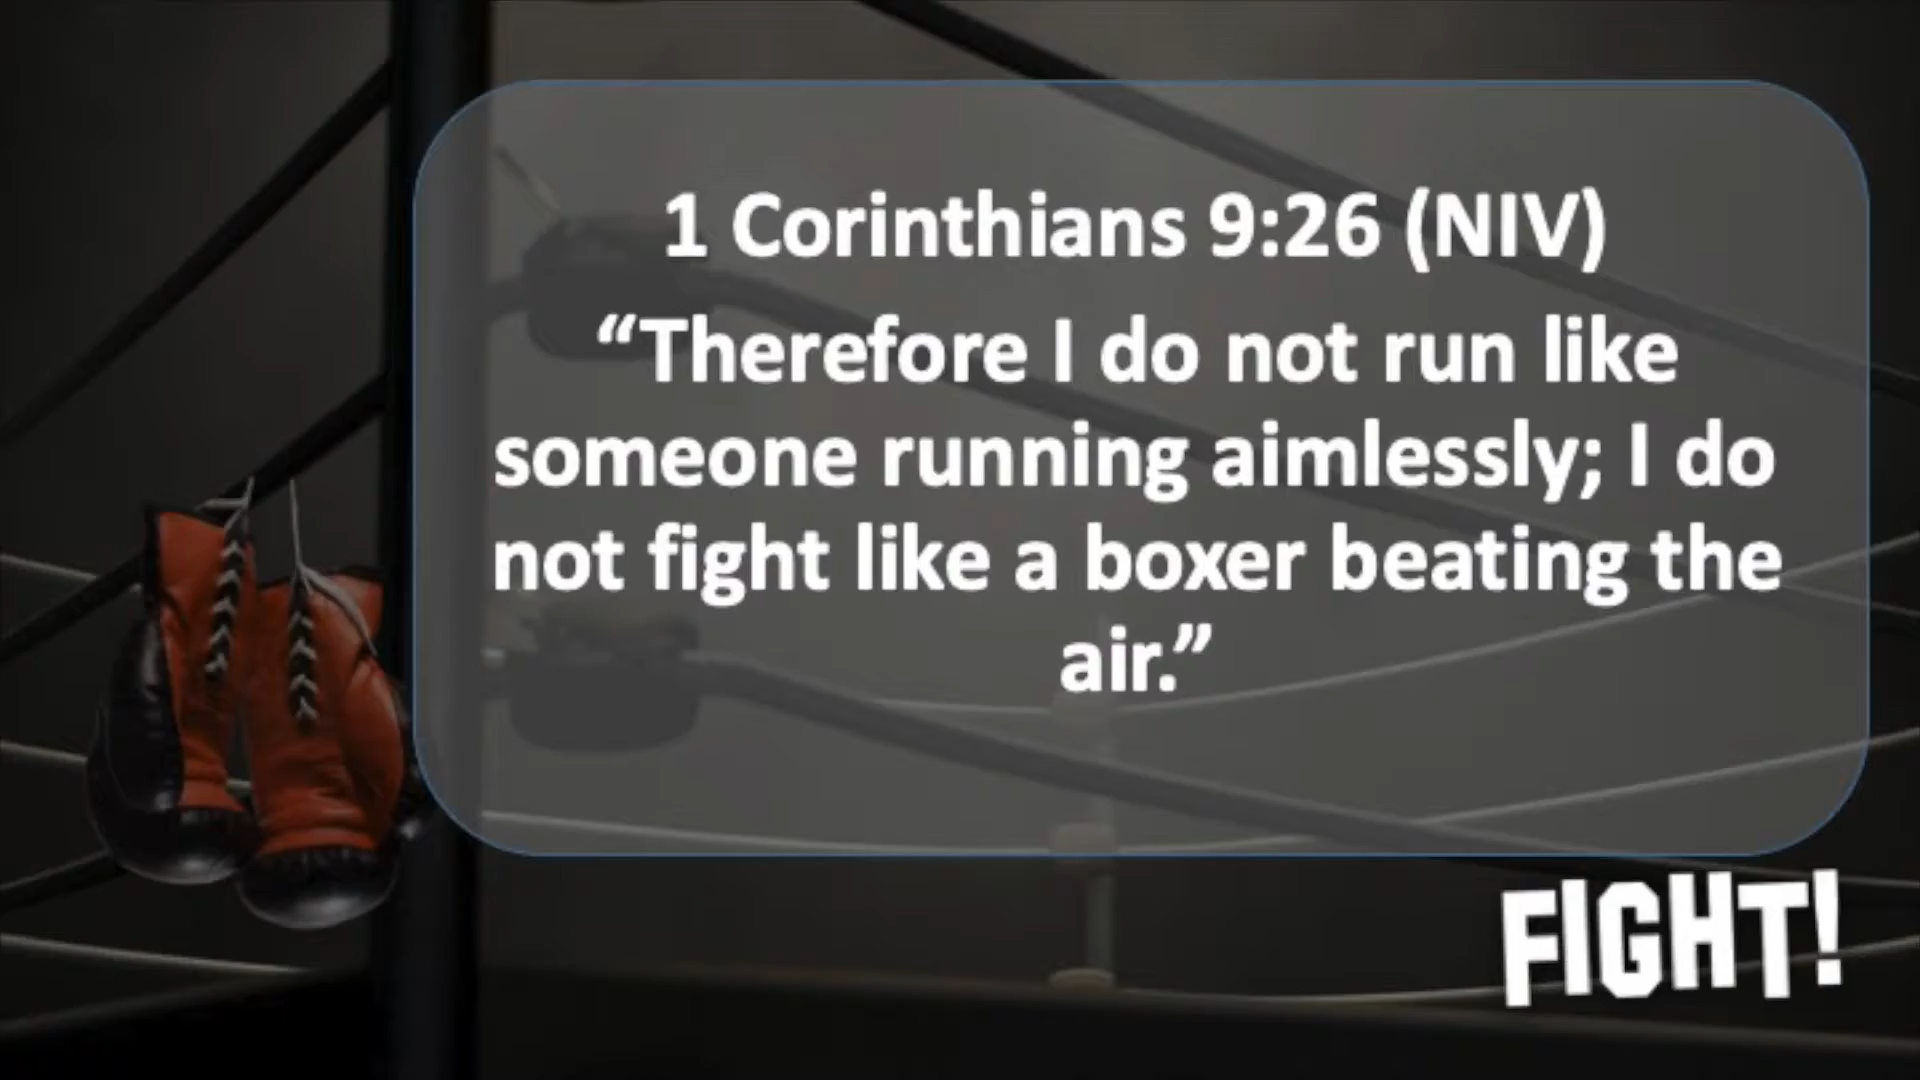 1 Corinthians 9:26 (NIV)
“Therefore I do not run like
someone running aimlessly; I do
not fight like a boxer beating the
air.”
FIGHT!